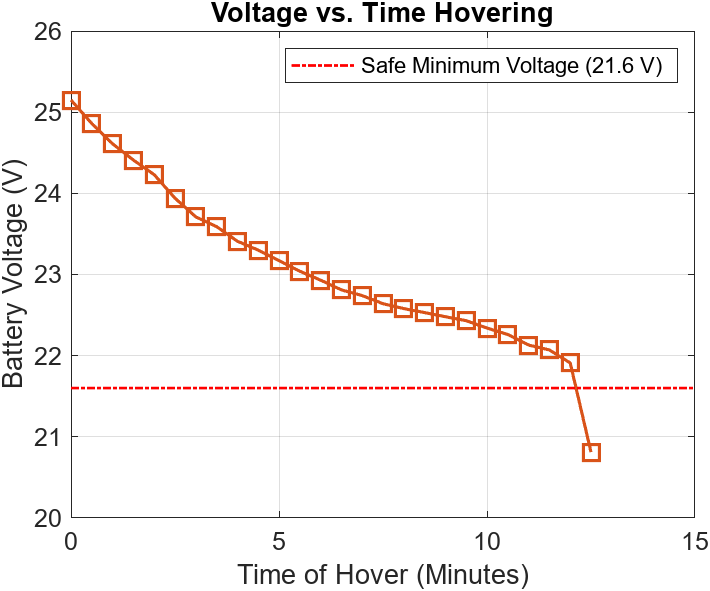 Voltage vs. Time Hovering
Safe Minimum Voltage (21.6 V)
Battery Voltage (V)
26
25
24
23
22
21
20
0
5
10
15
Time of Hover (Minutes)